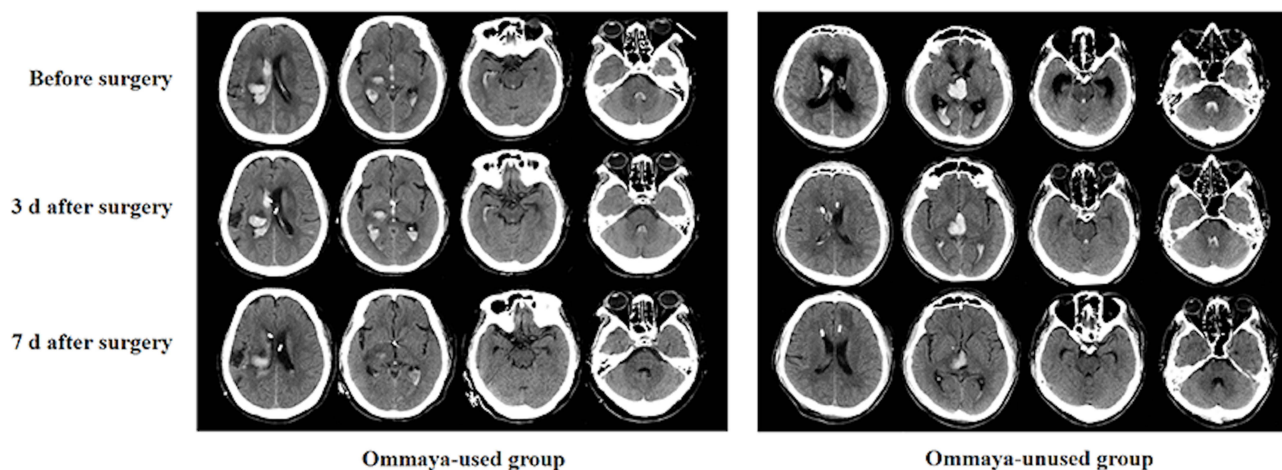 Before surgery
3 d after surgery
7 d after surgery
Ommaya-used group
Ommaya-unused group